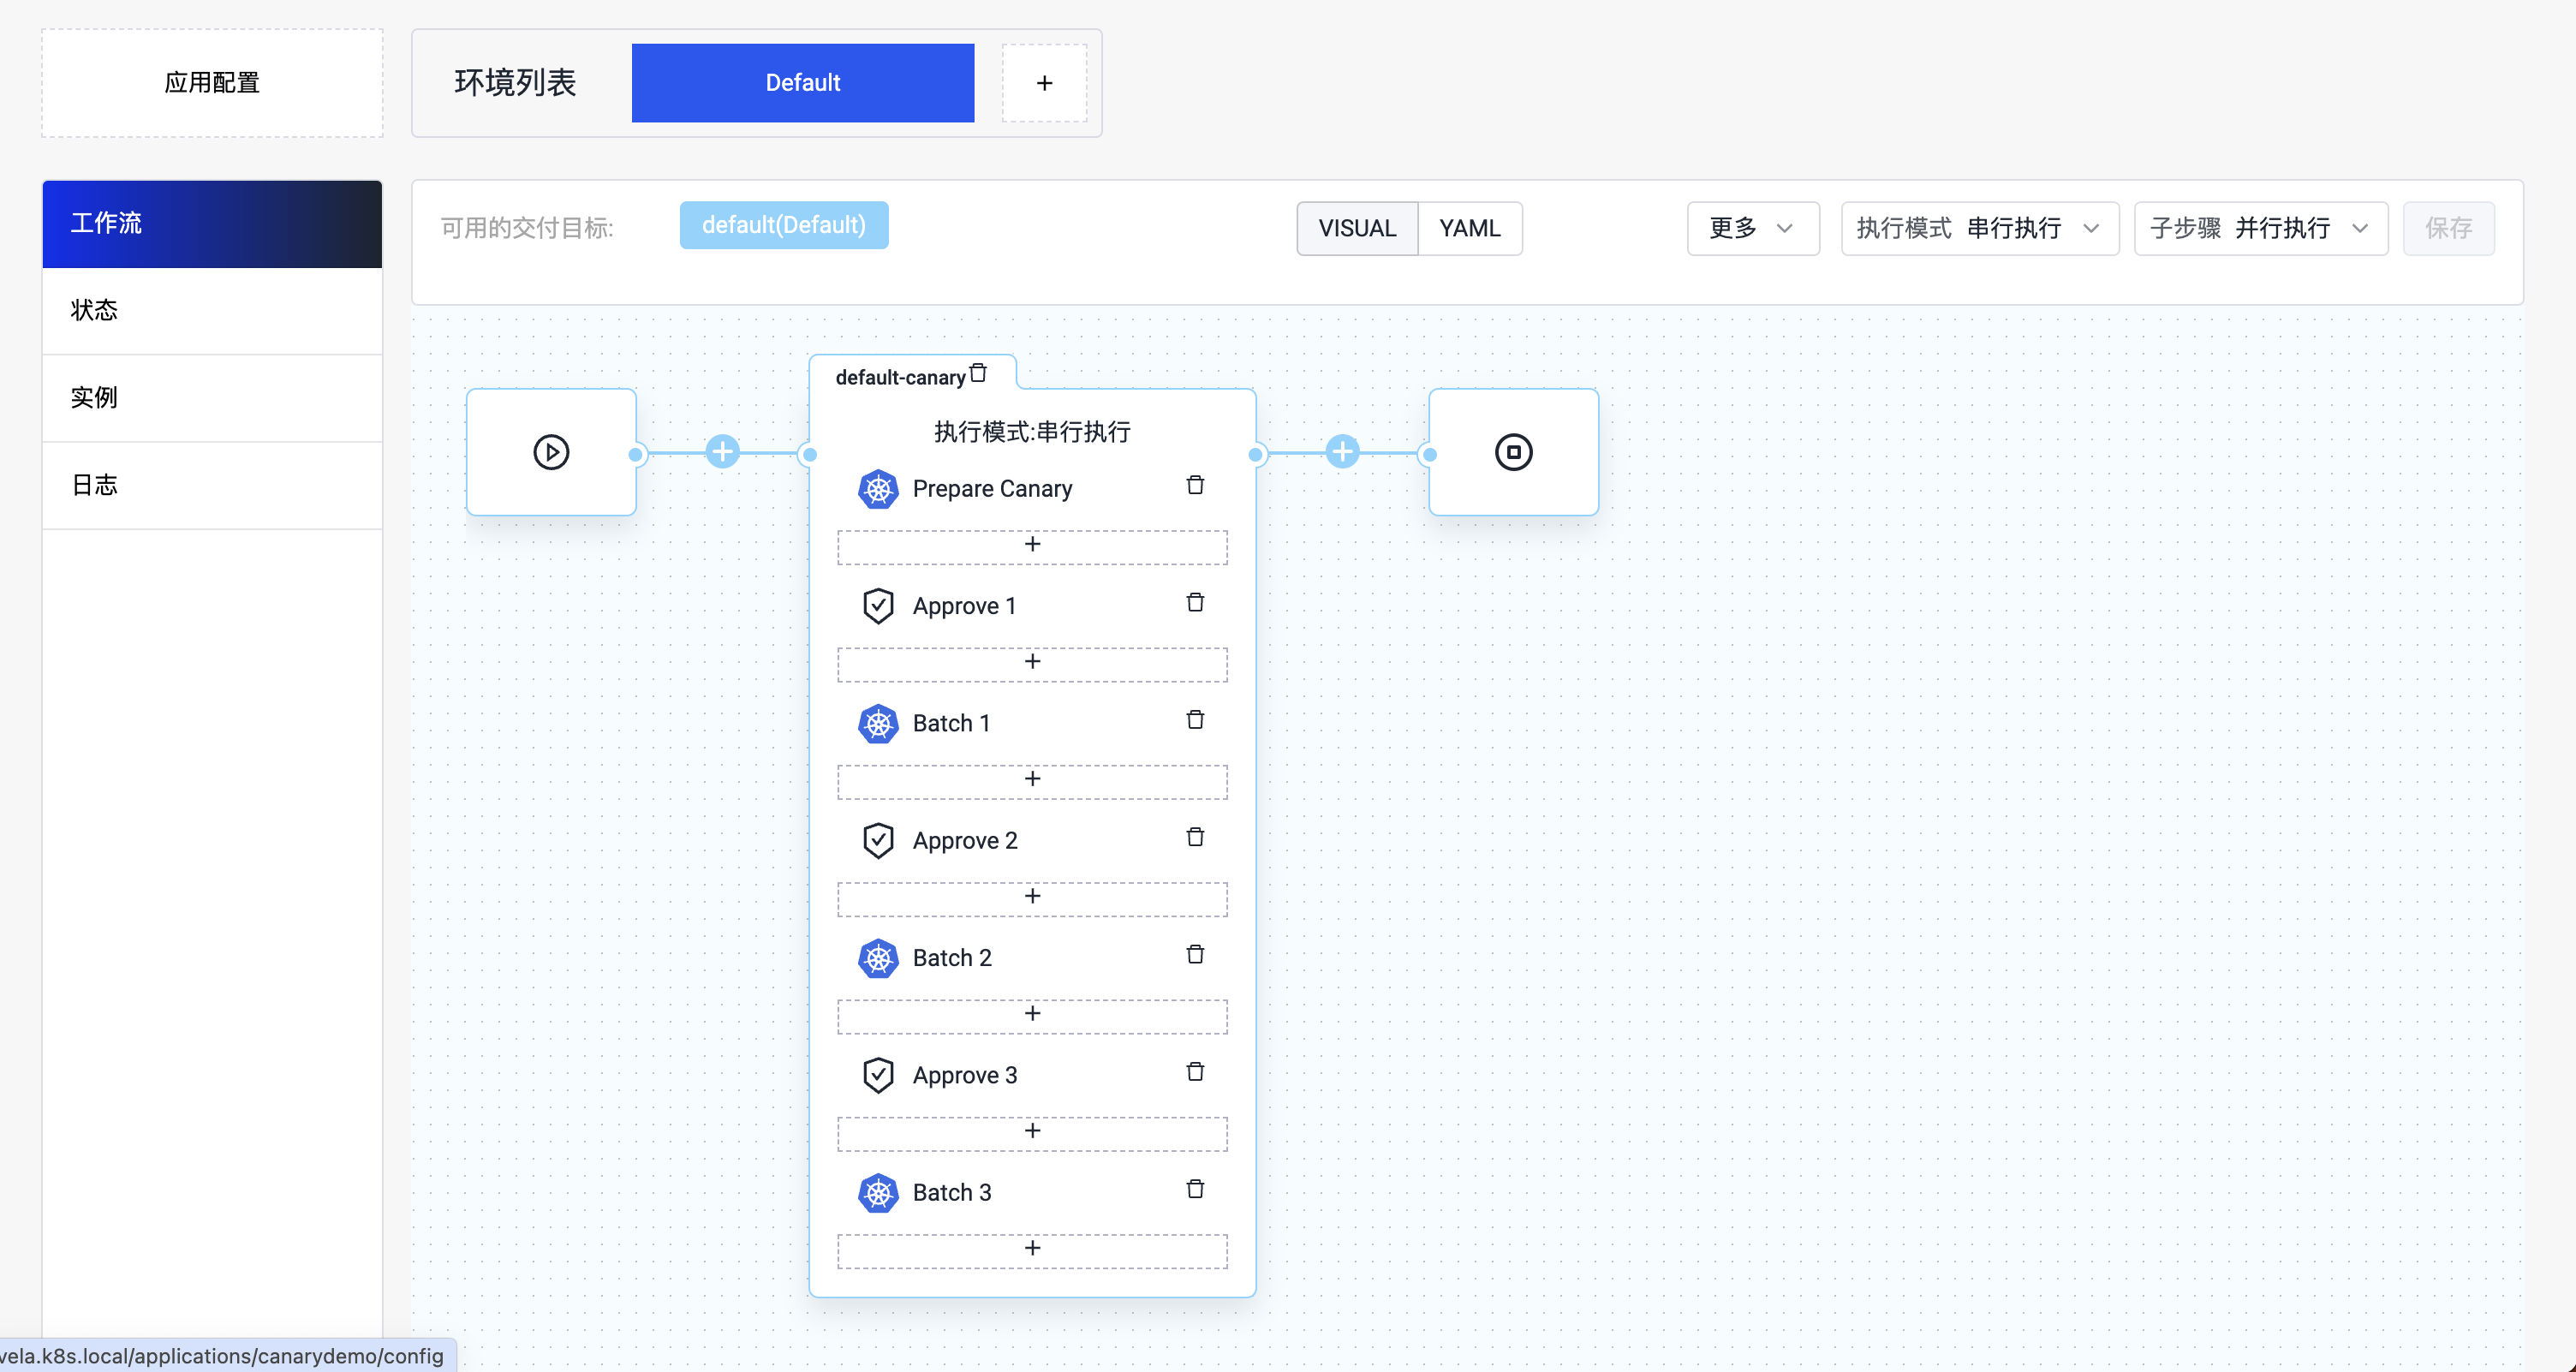 应用配置
环境列表 Default +
工作流
状态
实例
日志
可用的交付目标: default(Default) VISUAL YAML 更多 执行模式 串行执行 子步骤 并行执行 保存
default-canary
执行模式:串行执行
Prepare Canary
+
Approve 1
+
Batch 1
+
Approve 2
+
Batch 2
+
Approve 3
+
Batch 3
+
vela.k8s.local/applications/canarydemo/config